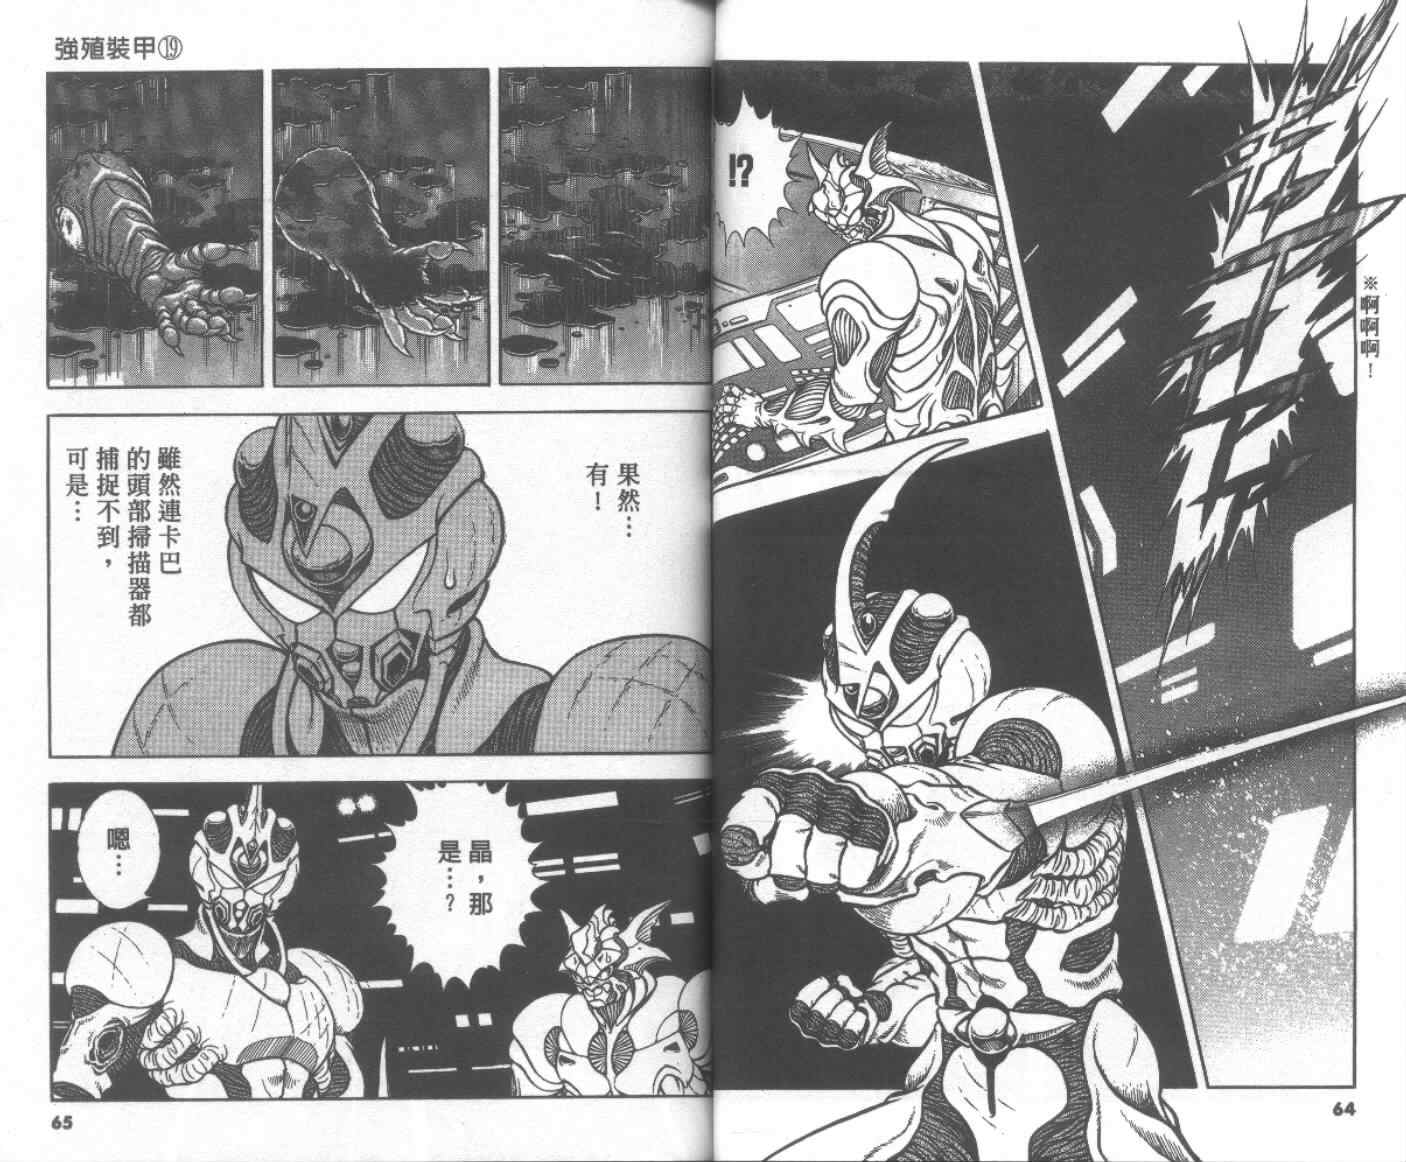 強殖裝甲⑲
※啊啊啊！
!?
64
果然…
有！
雖然連卡巴
的頭部掃描器都
捕捉不到，
可是…
晶，那
是…？
嗯…
65